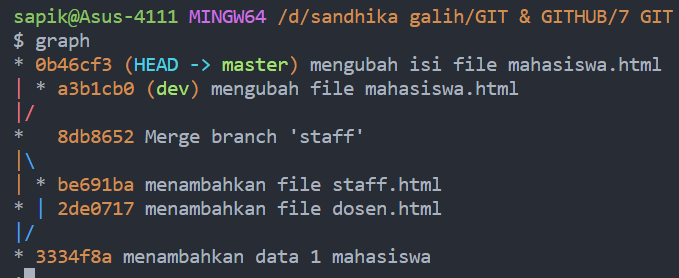 sapik@Asus-4111 MINGW64 /d/sandhika galih/GIT & GITHUB/7 GIT
$ graph
* 0b46cf3 (HEAD -> master) mengubah isi file mahasiswa.html
| * a3b1cb0 (dev) mengubah file mahasiswa.html
|/
*   8db8652 Merge branch 'staff'
|\
| * be691ba menambahkan file staff.html
* | 2de0717 menambahkan file dosen.html
|/
* 3334f8a menambahkan data 1 mahasiswa